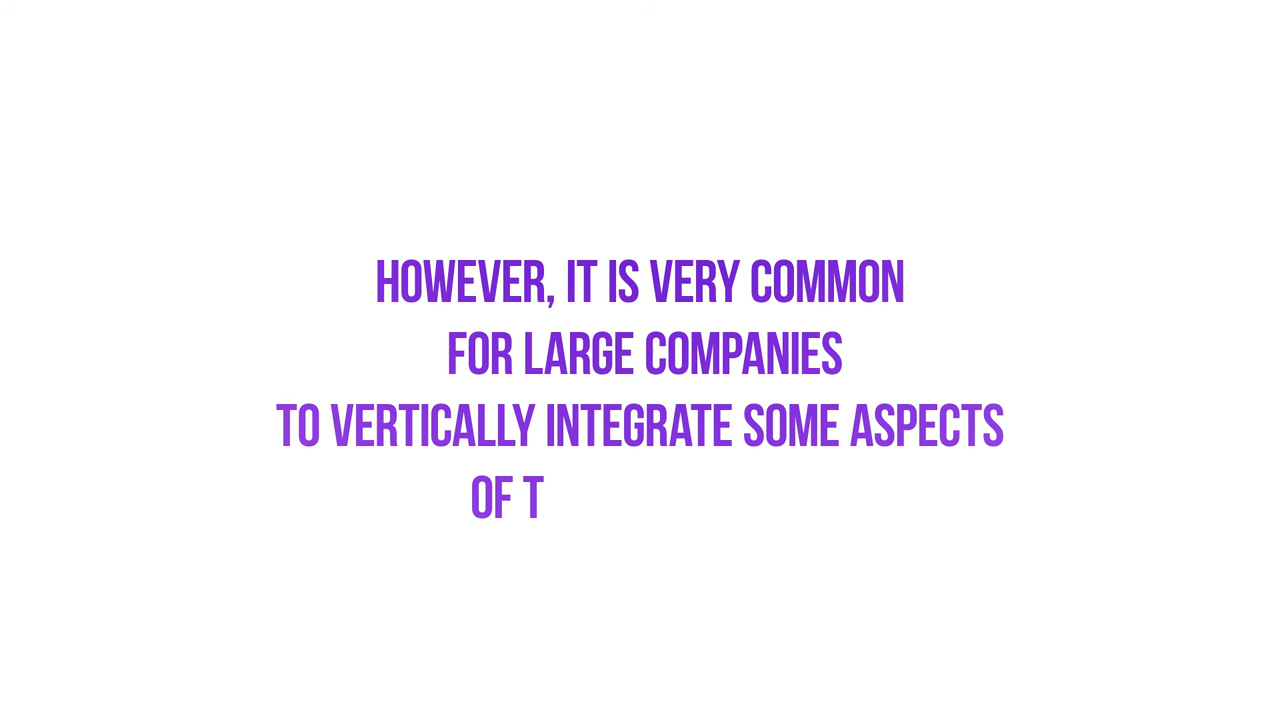 HOWEVER, IT IS VERY COMMON
FOR LARGE COMPANIES
TO VERTICALLY INTEGRATE SOME ASPECTS
OF T